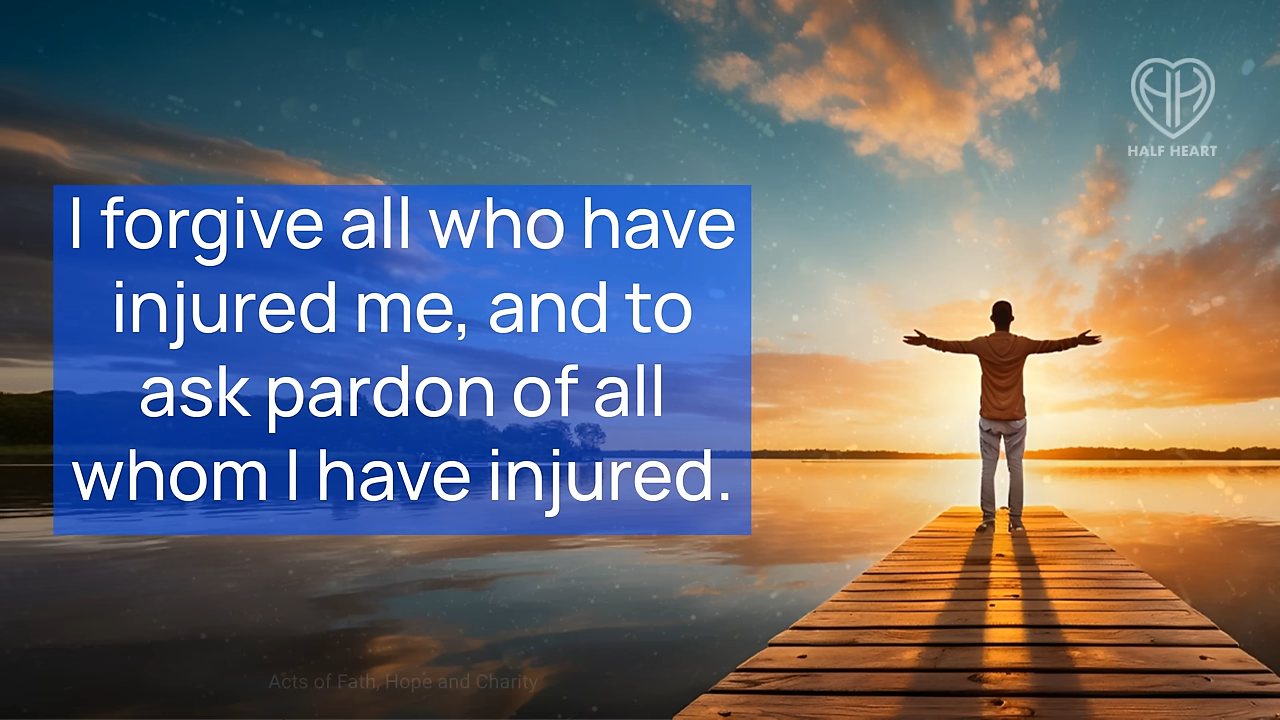 HALF HEART
I forgive all who have
injured me, and to
ask pardon of all
whom I have injured.
Acts of Fath, Hope and Charity